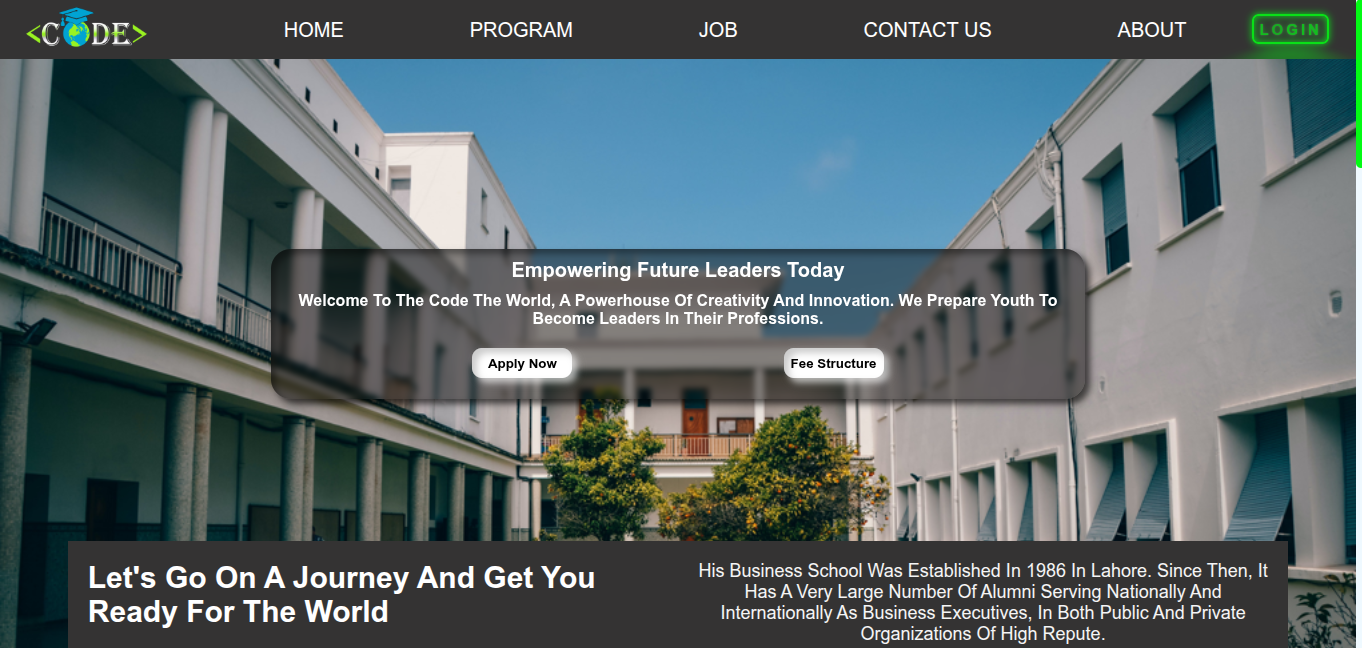 <CODE>
HOME
PROGRAM
JOB
CONTACT US
ABOUT
LOGIN
Empowering Future Leaders Today
Welcome To The Code The World, A Powerhouse Of Creativity And Innovation. We Prepare Youth To
Become Leaders In Their Professions.
Apply Now
Fee Structure
Let's Go On A Journey And Get You
Ready For The World
His Business School Was Established In 1986 In Lahore. Since Then, It
Has A Very Large Number Of Alumni Serving Nationally And
Internationally As Business Executives, In Both Public And Private
Organizations Of High Repute.